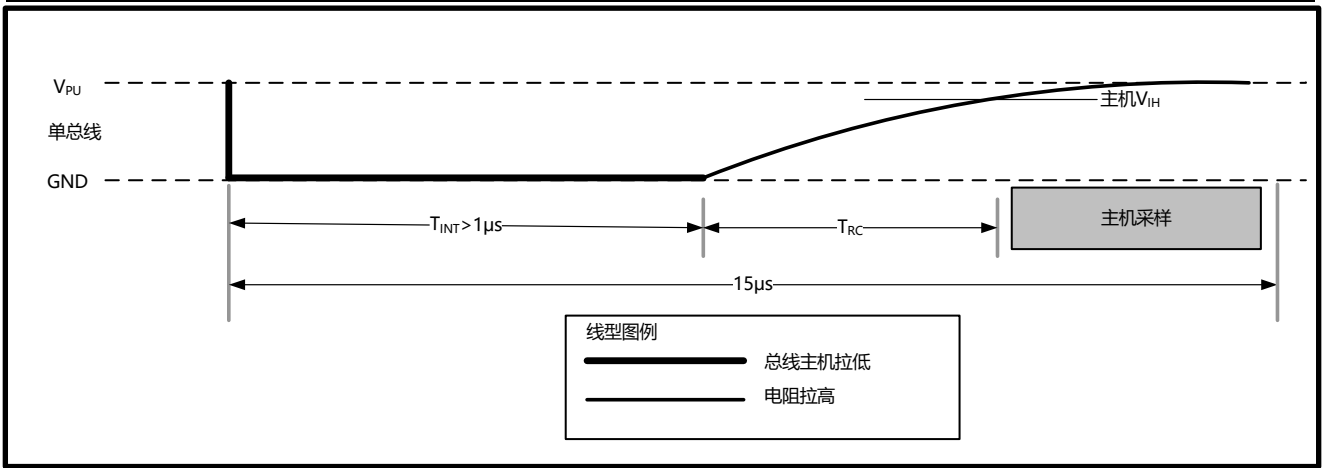 VPU
主机VIH
单总线
GND
TINT>1μs
TRC
主机采样
15μs
线型图例
总线主机拉低
电阻拉高